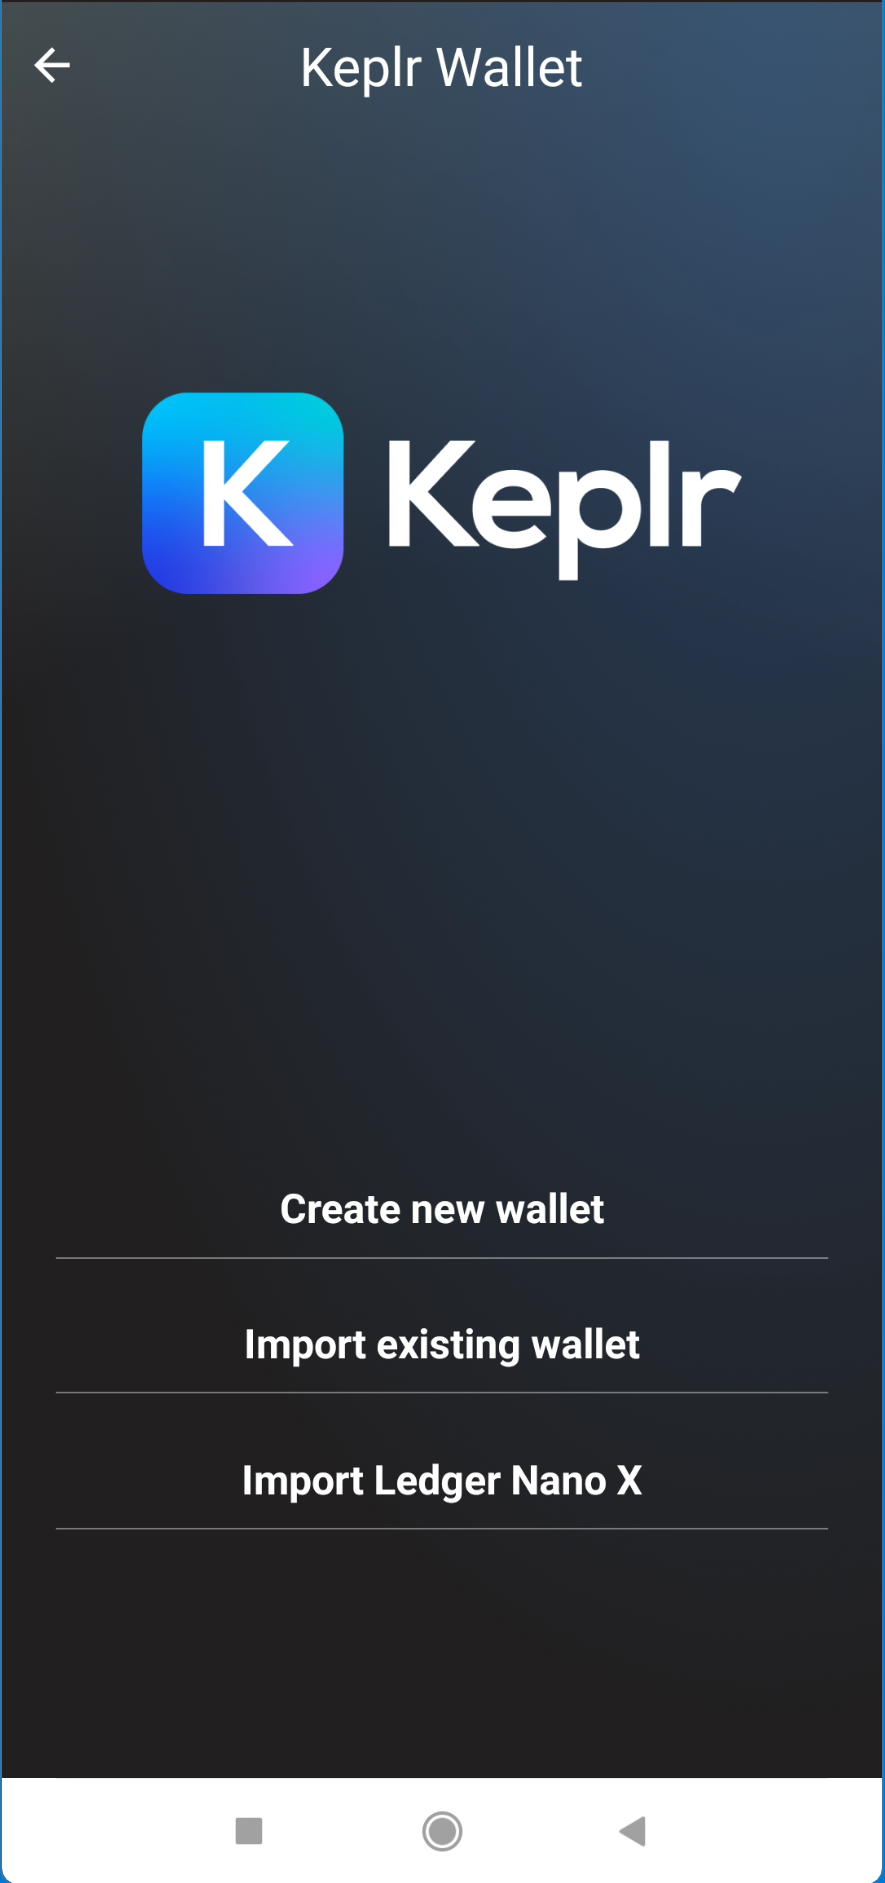 Keplr Wallet
K Keplr
Create new wallet
Import existing wallet
Import Ledger Nano X